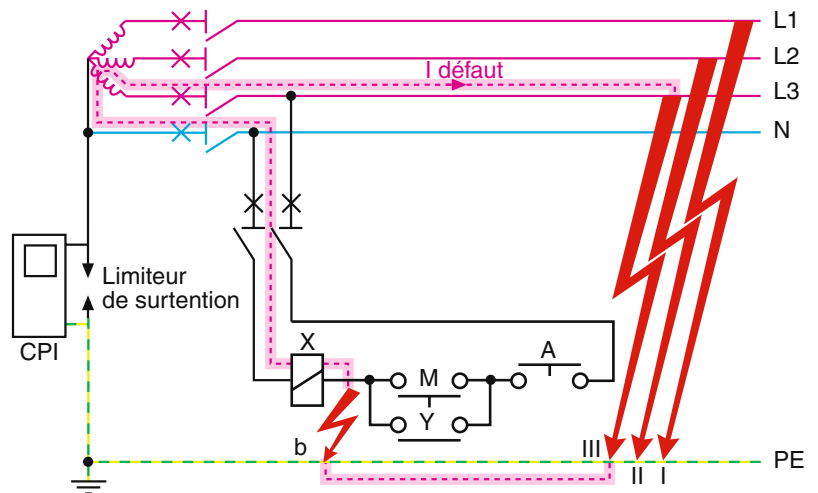 L1
L2
I défaut
L3
N
Limiteur
de surtention
CPI
X
M
A
Y
b
III
II
I
PE